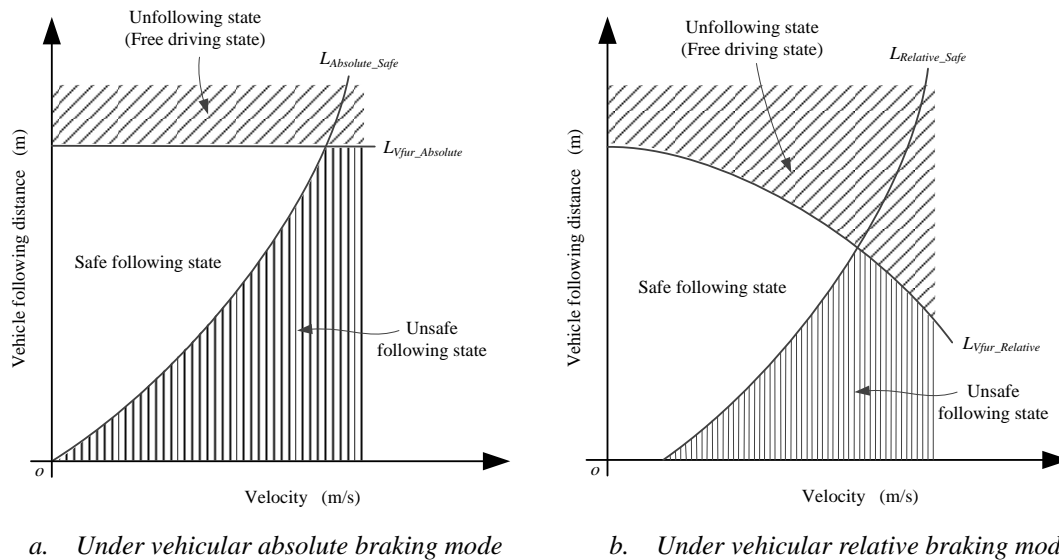 Unfollowing state
(Free driving state)
L_Absolute_Safe
L_Vfur_Absolute
Safe following state
Unsafe
following state
Vehicle following distance (m)
o
Velocity (m/s)
a. Under vehicular absolute braking mode
Unfollowing state
(Free driving state)
L_Relative_Safe
Safe following state
L_Vfur_Relative
Unsafe
following state
Vehicle following distance (m)
o
Velocity (m/s)
b. Under vehicular relative braking mod